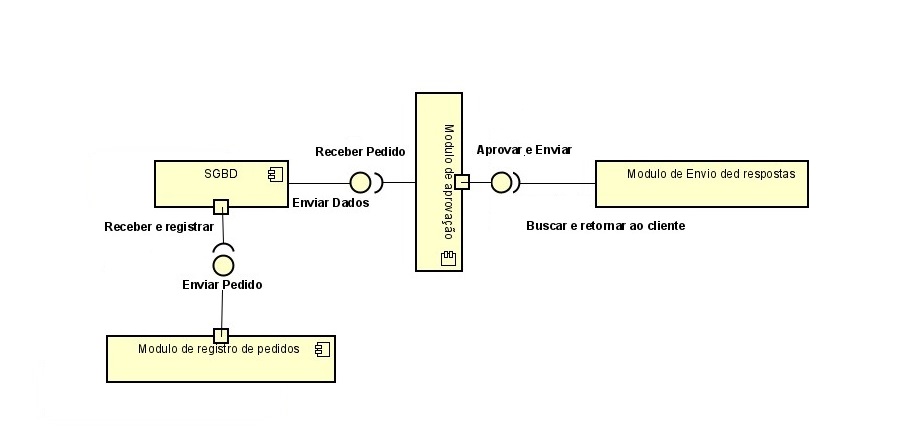 Receber Pedido
Aprovar e Enviar
SGBD
Modulo de aprovação
Modulo de Envio ded respostas
Enviar Dados
Receber e registrar
Buscar e retornar ao cliente
Enviar Pedido
Modulo de registro de pedidos